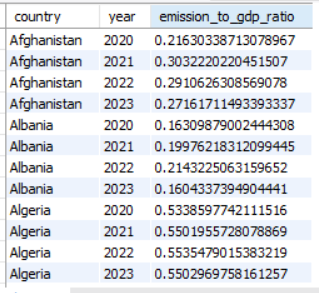 country year emission_to_gdp_ratio
Afghanistan 2020 0.21630338713078967
Afghanistan 2021 0.3032220220451507
Afghanistan 2022 0.2910626308569078
Afghanistan 2023 0.27161711493393337
Albania 2020 0.16309879002444308
Albania 2021 0.19976218312099445
Albania 2022 0.2143225063159652
Albania 2023 0.1604337394904441
Algeria 2020 0.5338597742111516
Algeria 2021 0.5501955728078869
Algeria 2022 0.5535479015383219
Algeria 2023 0.5502969758161257